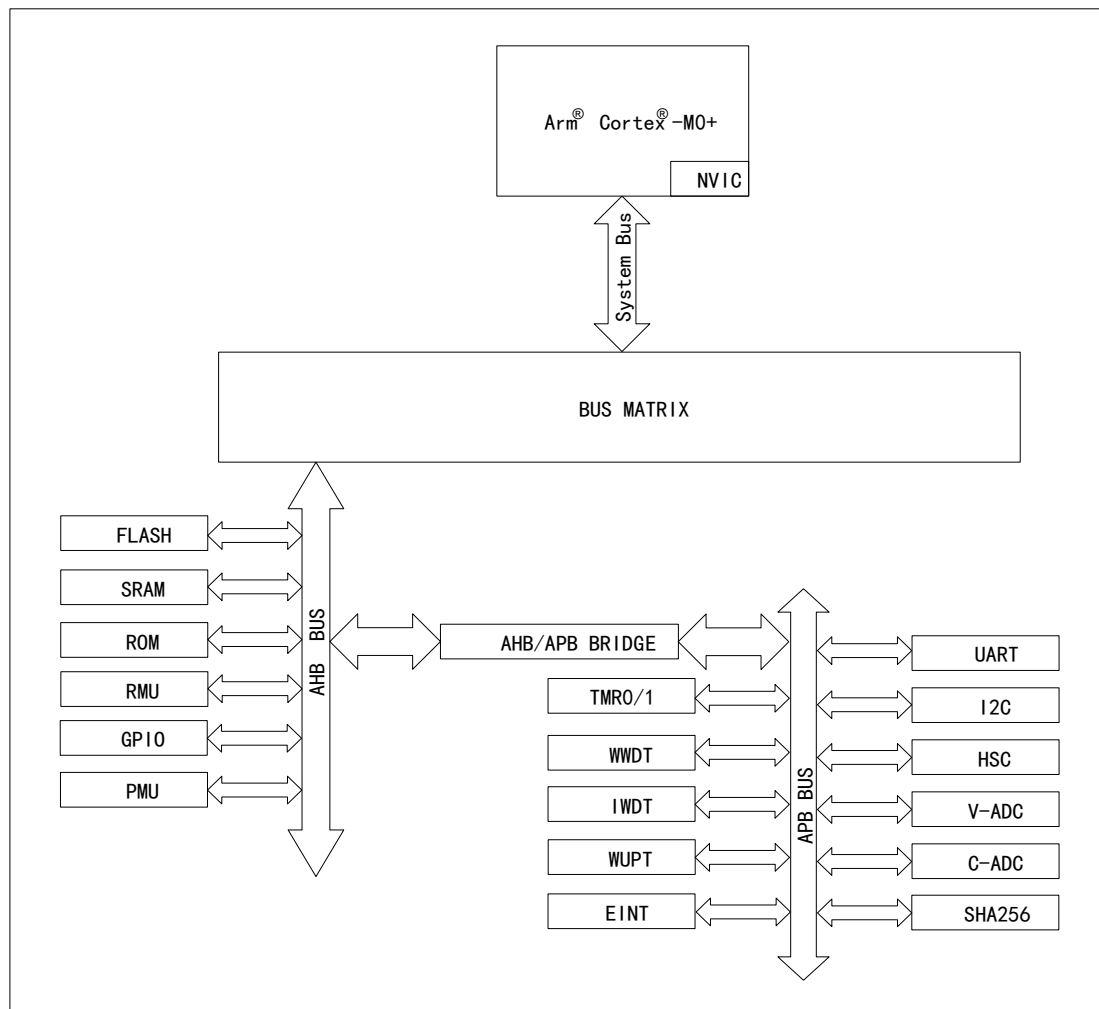 Arm® Cortex®-M0+
NVIC
System Bus
BUS MATRIX
FLASH
SRAM
ROM
RMU
GPIO
PMU
AHB BUS
AHB/APB BRIDGE
TMR0/1
WWDT
IWDT
WUPT
EINT
APB BUS
UART
I2C
HSC
V-ADC
C-ADC
SHA256